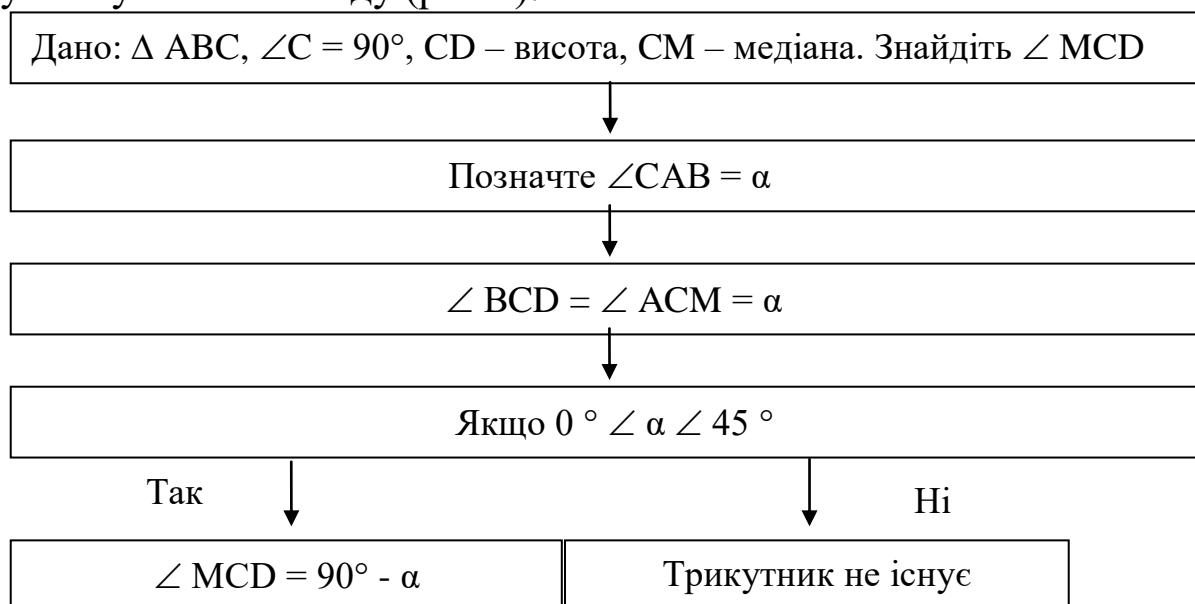 Дано: Δ ABC, ∠C = 90°, CD – висота, CM – медіана. Знайдіть ∠ MCD
Позначте ∠CAB = α
∠ BCD = ∠ ACM = α
Якщо 0 ° ∠ α ∠ 45 °
Так
Ні
∠ MCD = 90° - α
Трикутник не існує